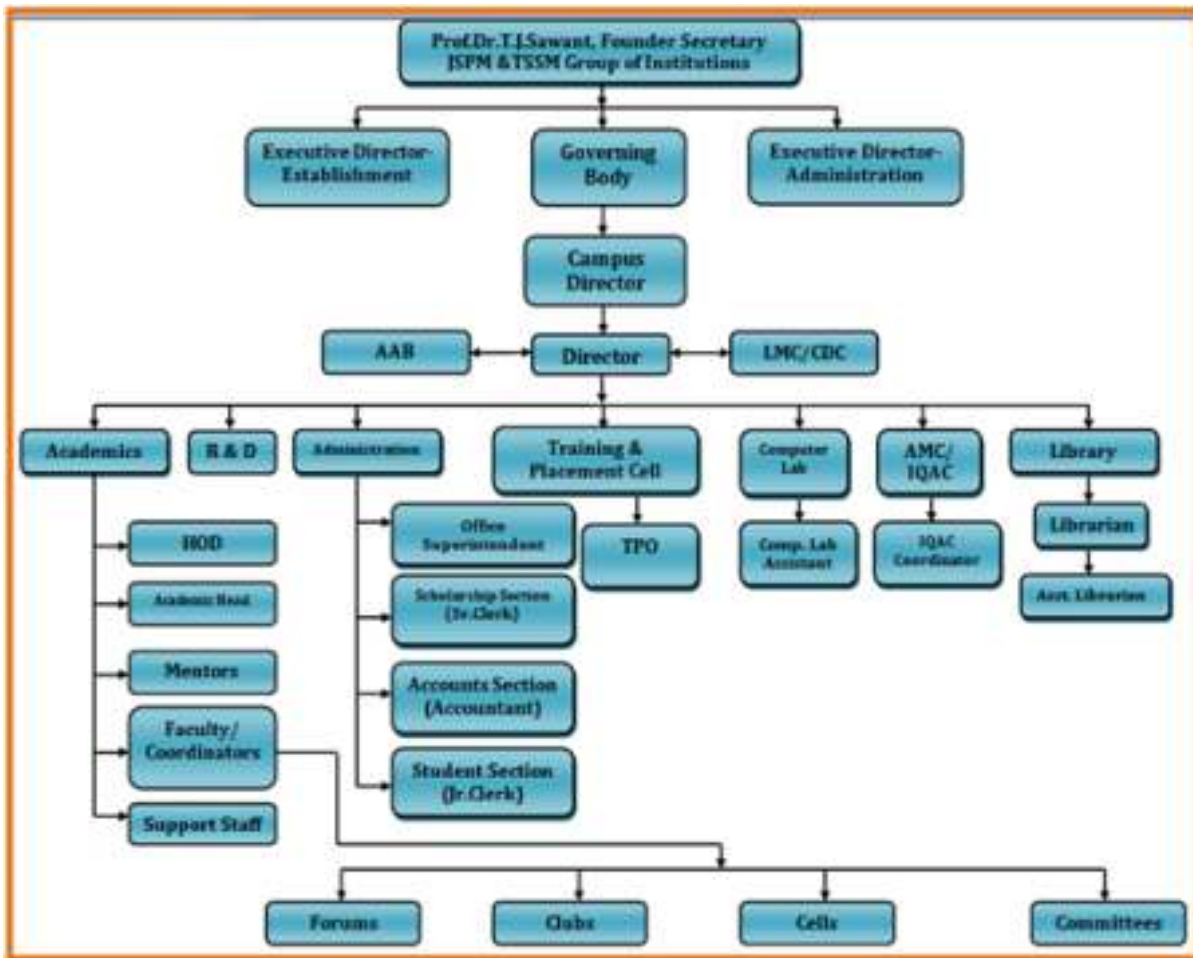 Prof.Dr.T.J.Sawant, Founder Secretary
JSPM &TSSM Group of Institutions
Executive Director-
Establishment
Governing
Body
Executive Director-
Administration
Campus
Director
AAB
Director
LMC/CDC
Academics
R & D
Administration
Training &
Placement Cell
Computer
Lab
AMC/
IQAC
Library
HOD
Academic Head
Mentors
Faculty/
Coordinators
Support Staff
Office
Superintendant
Scholarship Section
(Sr.Clerk)
Accounts Section
(Accountant)
Student Section
(Jr.Clerk)
TPO
Comp. Lab
Assistant
IQAC
Coordinator
Librarian
Asst. Librarian
Forums
Clubs
Cells
Committees